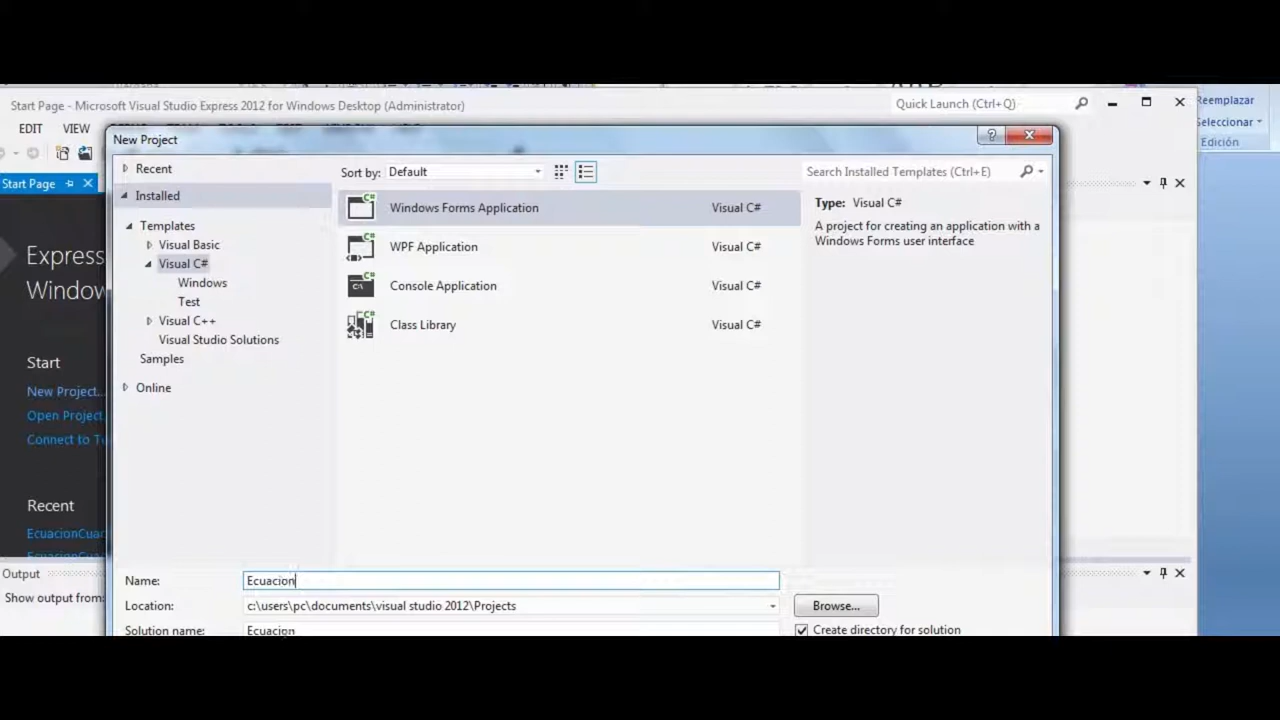 Start Page - Microsoft Visual Studio Express 2012 for Windows Desktop (Administrator)
Quick Launch (Ctrl+Q)
Reemplazar
Seleccionar
Edición
EDIT VIEW
New Project
Start Page
Recent
Installed
Templates
Visual Basic
Visual C#
Windows
Test
Visual C++
Visual Studio Solutions
Samples
Online
Sort by: Default
Search Installed Templates (Ctrl+E)
Windows Forms Application Visual C#
WPF Application Visual C#
Console Application Visual C#
Class Library Visual C#
Type: Visual C#
A project for creating an application with a
Windows Forms user interface
Express
Window
Start
New Project...
Open Project
Connect to T
Recent
EcuacionCuad
EcuacionCuad
Output
Show output from:
Name: Ecuacion
Location: c:\users\pc\documents\visual studio 2012\Projects
Browse...
Solution name: Ecuacion
Create directory for solution